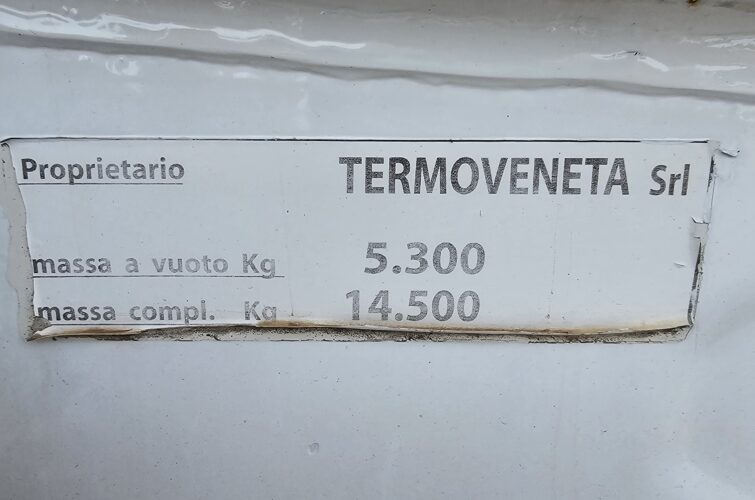 Proprietario TERMOVENETA Srl
massa a vuoto Kg 5.300
massa compl. Kg 14.500